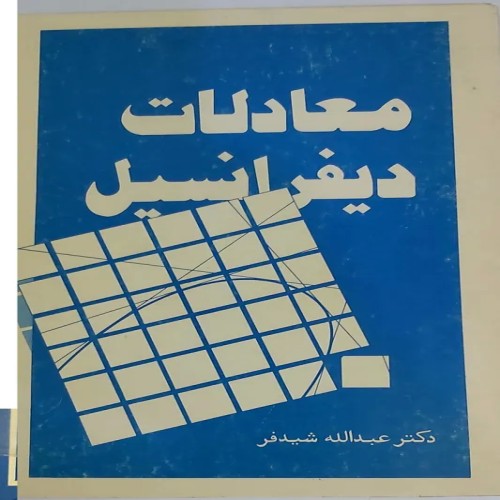 معادلات
دیفرانسیل
دکتر عبدالله شیدفر